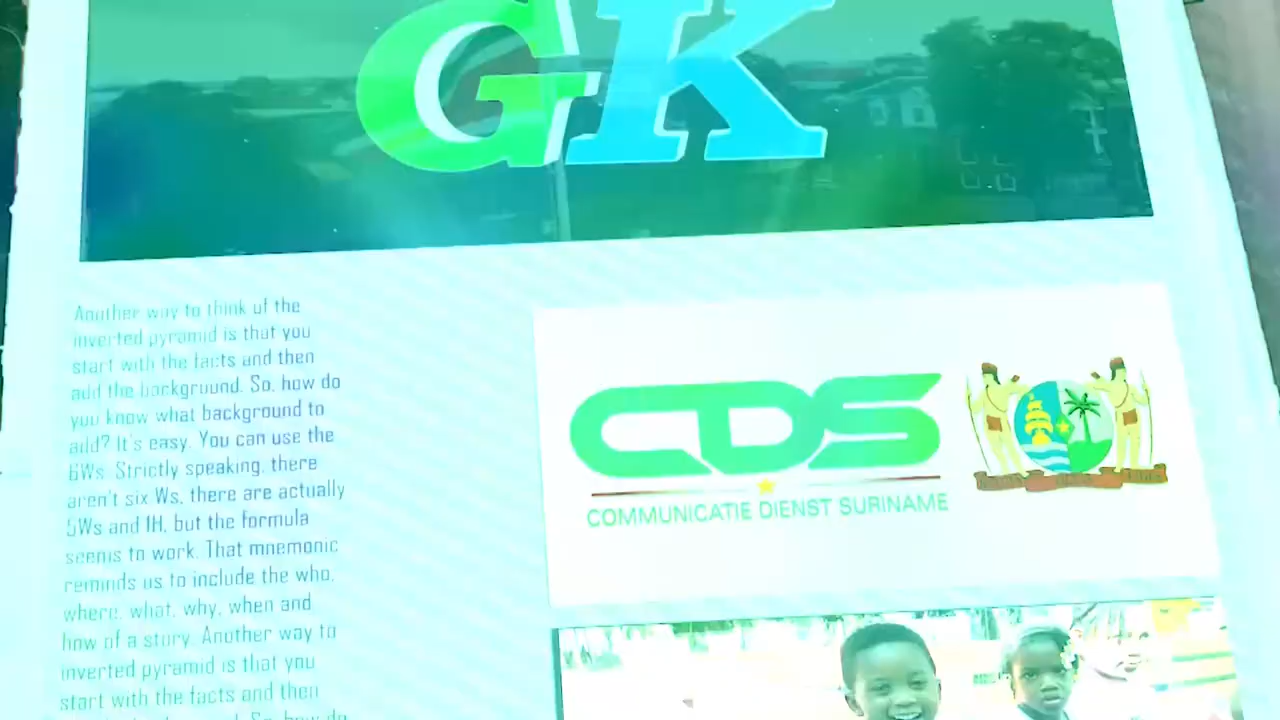 GK
Another way to think of the
inverted pyramid is that you
start with the facts and then
add the background. So, how do
you know what background to
add? It's easy. You can use the
6Ws. Strictly speaking, there
aren't six Ws, there are actually
5Ws and 1H, but the formula
seems to work. That mnemonic
reminds us to include the who,
where, what, why, when and
how of a story. Another way to
inverted pyramid is that you
start with the facts and then
CDS
COMMUNICATIE DIENST SURINAME